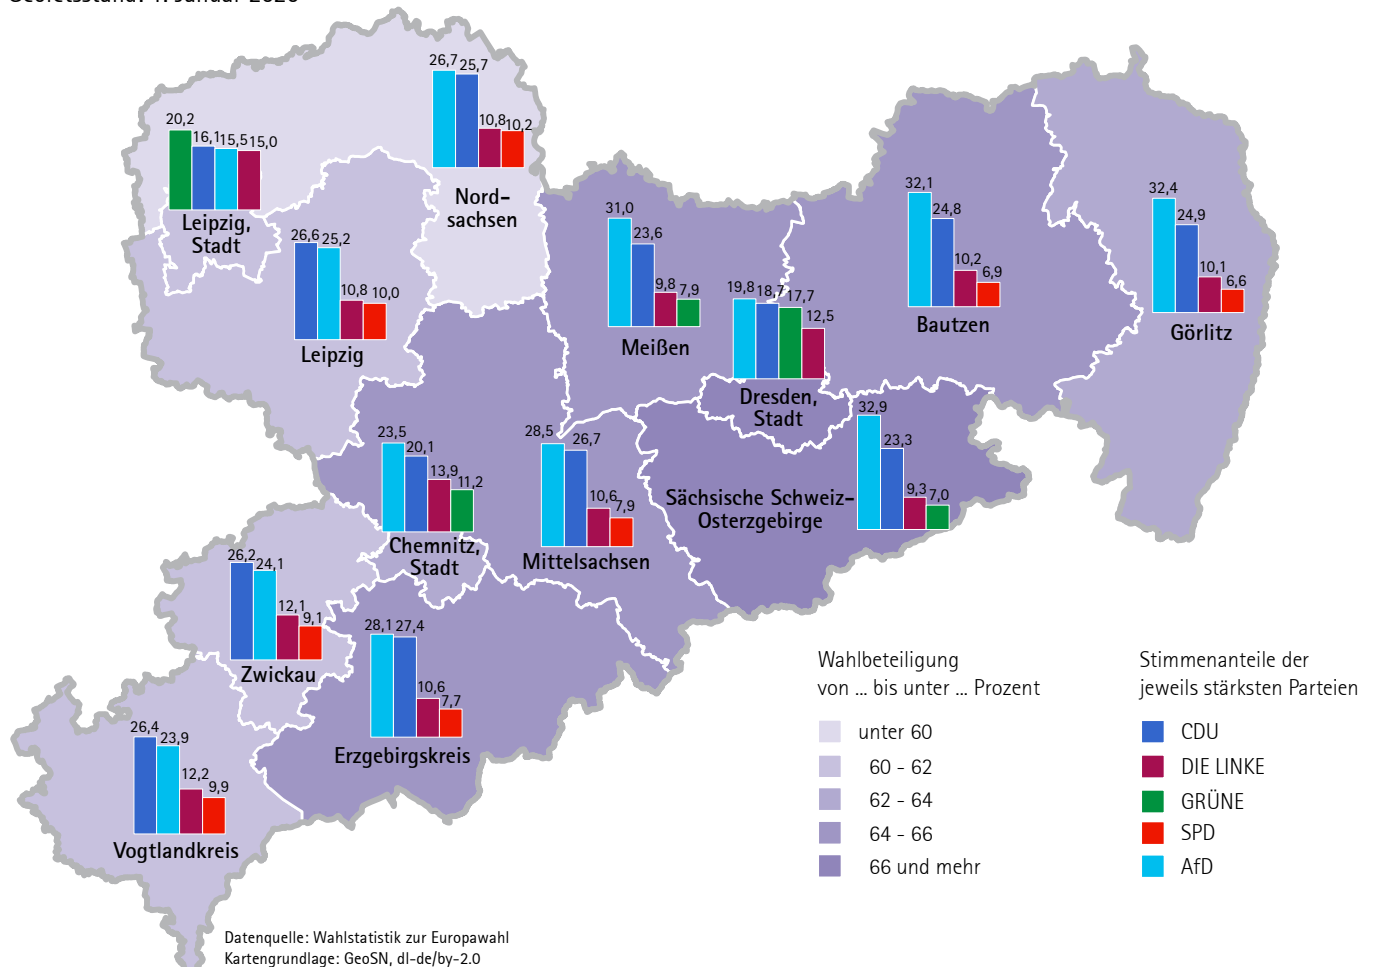 26,7 25,7
10,8 10,2
Nord-
sachsen
20,2
16,1 15,5 15,0
Leipzig,
Stadt
26,6 25,2
10,8 10,0
Leipzig
31,0
23,6
9,8 7,9
Meißen
19,8 18,7 17,7
12,5
Dresden,
Stadt
32,1
24,8
10,2
6,9
Bautzen
32,4
24,9
10,1
6,6
Görlitz
23,5
20,1
13,9
11,2
Chemnitz,
Stadt
28,5
26,7
10,6
7,9
Mittelsachsen
32,9
23,3
9,3 7,0
Sächsische Schweiz-
Osterzgebirge
26,2
24,1
12,1
9,1
Zwickau
28,1 27,4
10,6
7,7
Erzgebirgskreis
26,4
23,9
12,2
9,9
Vogtlandkreis
Wahlbeteiligung
von ... bis unter ... Prozent
unter 60
60 - 62
62 - 64
64 - 66
66 und mehr
Stimmenanteile der
jeweils stärksten Parteien
CDU
DIE LINKE
GRÜNE
SPD
AfD
Datenquelle: Wahlstatistik zur Europawahl
Kartengrundlage: GeoSN, dl-de/by-2.0